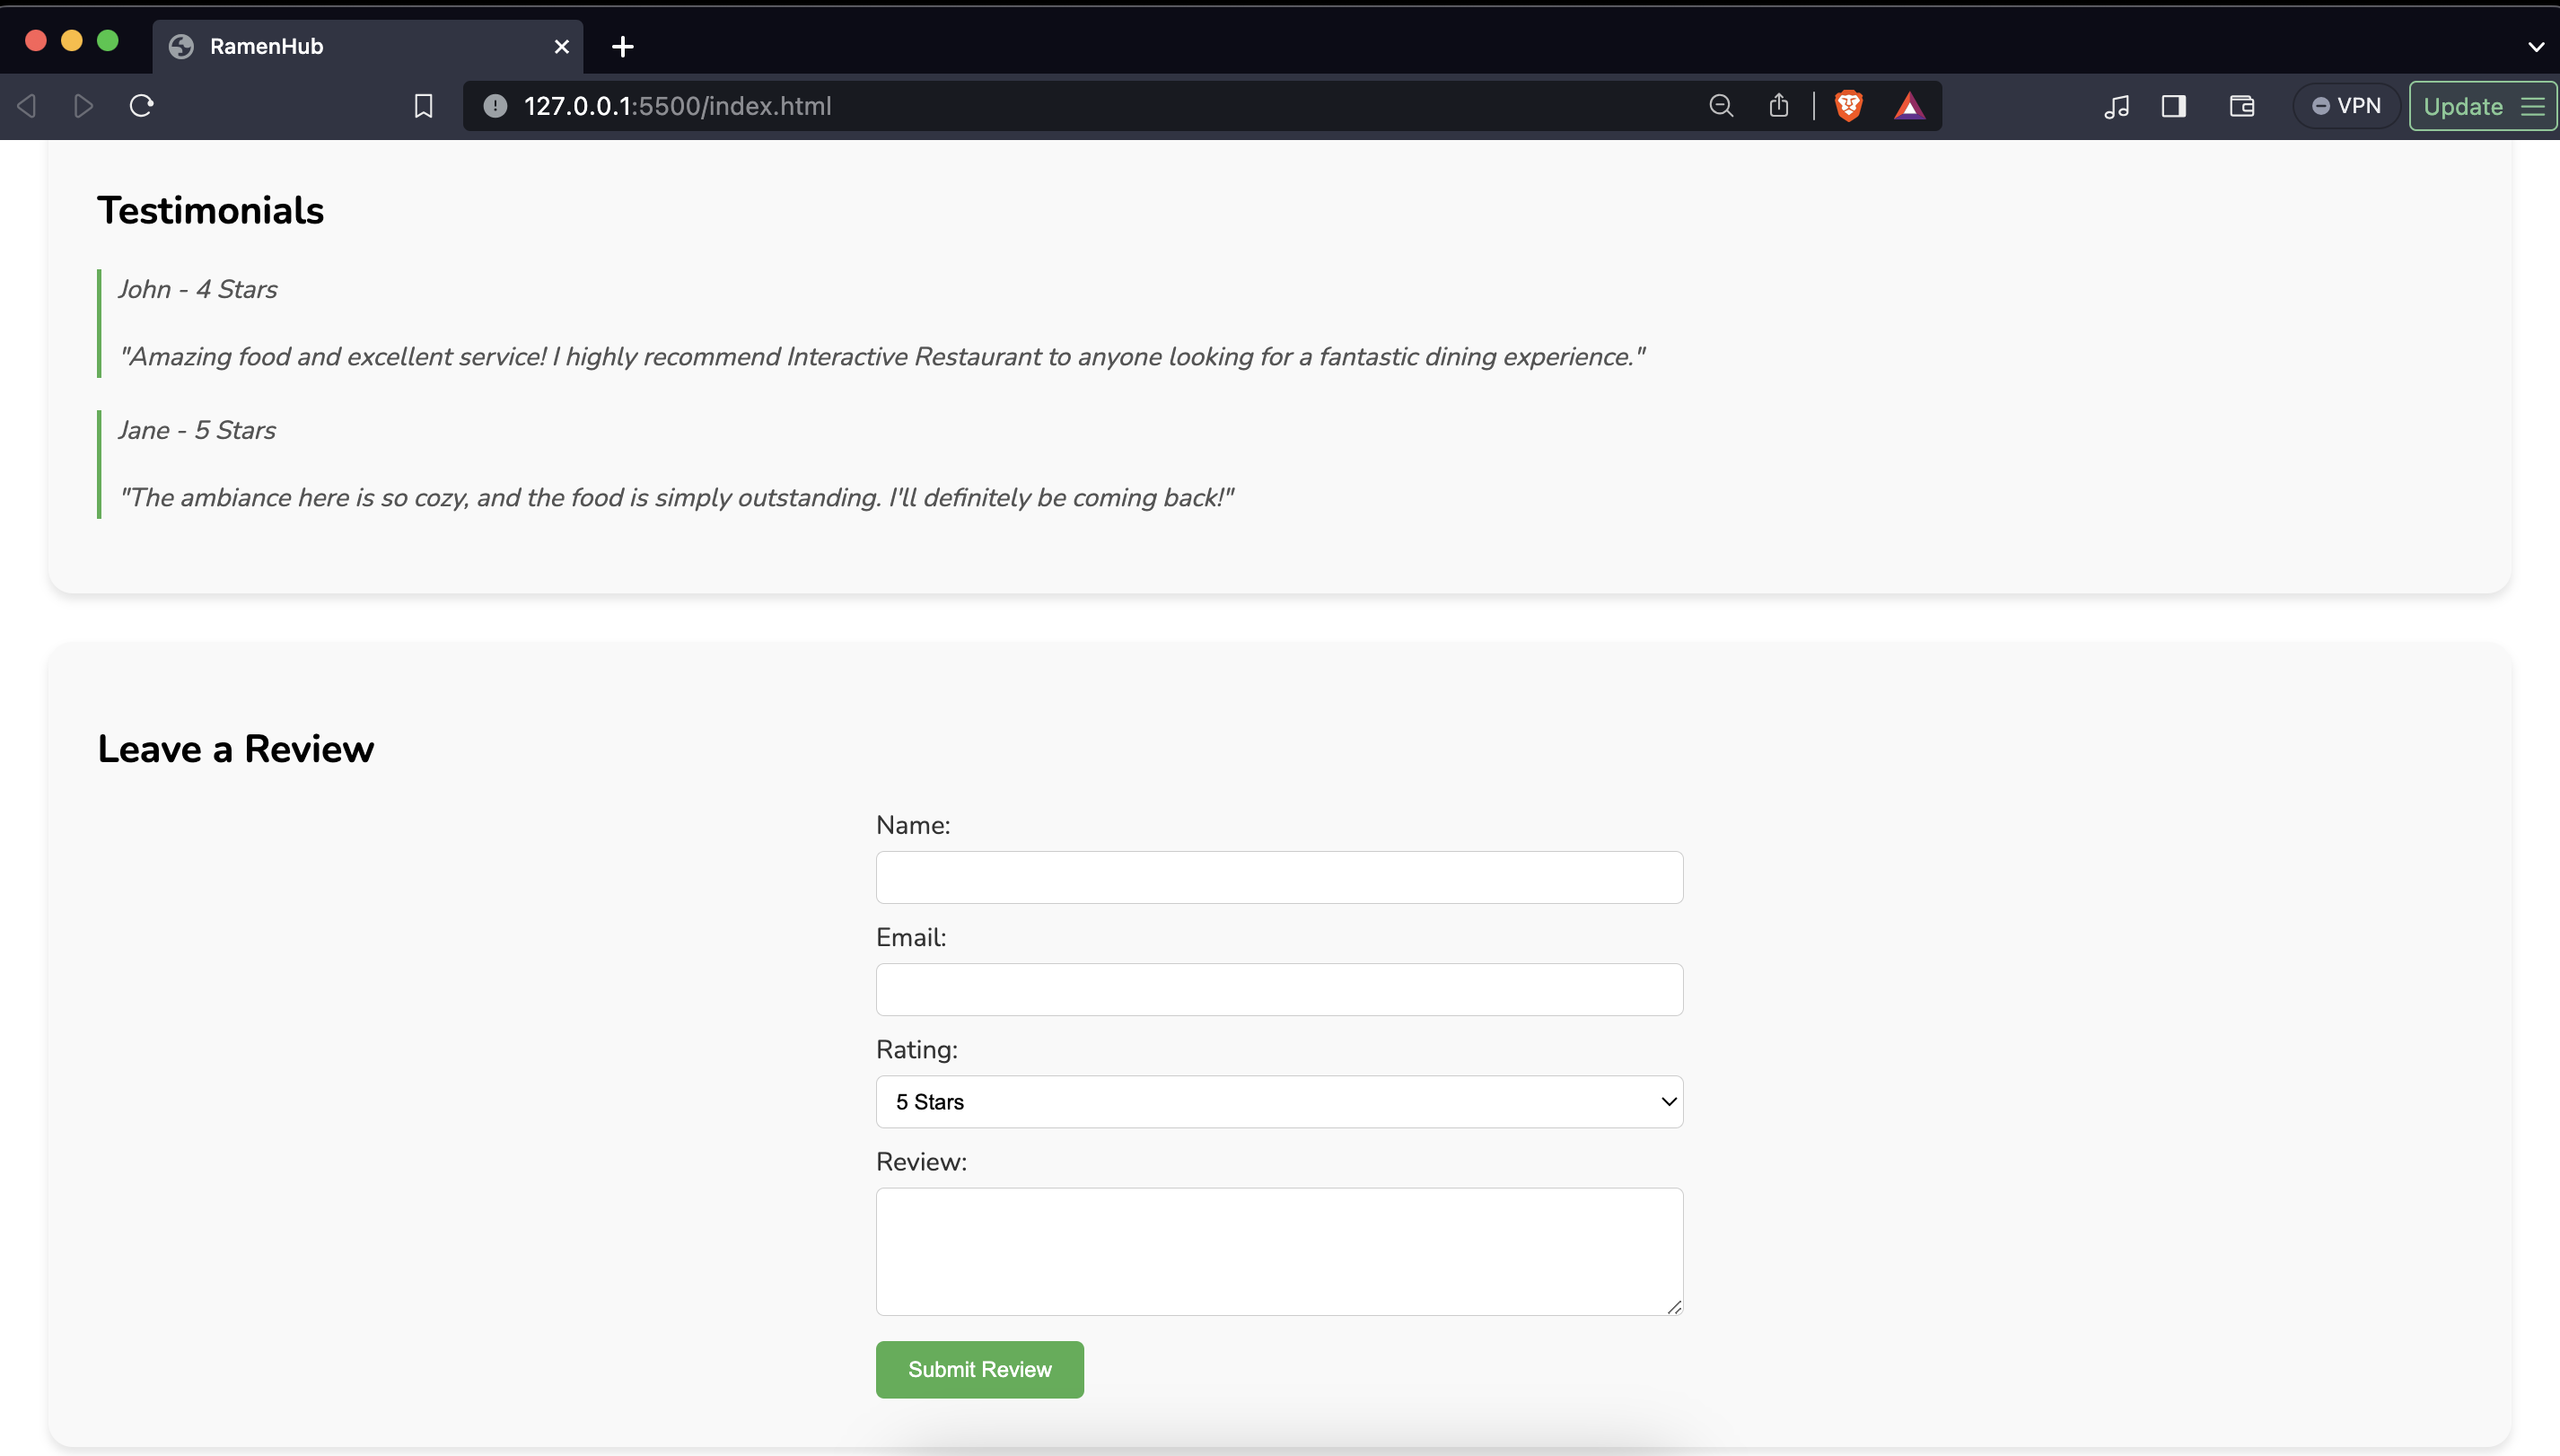 RamenHub
127.0.0.1:5500/index.html
VPN
Update
Testimonials
John - 4 Stars
"Amazing food and excellent service! I highly recommend Interactive Restaurant to anyone looking for a fantastic dining experience."
Jane - 5 Stars
"The ambiance here is so cozy, and the food is simply outstanding. I'll definitely be coming back!"
Leave a Review
Name:
Email:
Rating:
5 Stars
Review:
Submit Review